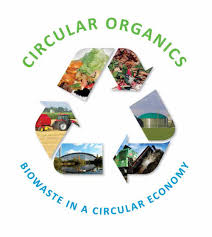 CIRCULAR ORGANICS
BIOWASTE IN A CIRCULAR ECONOMY